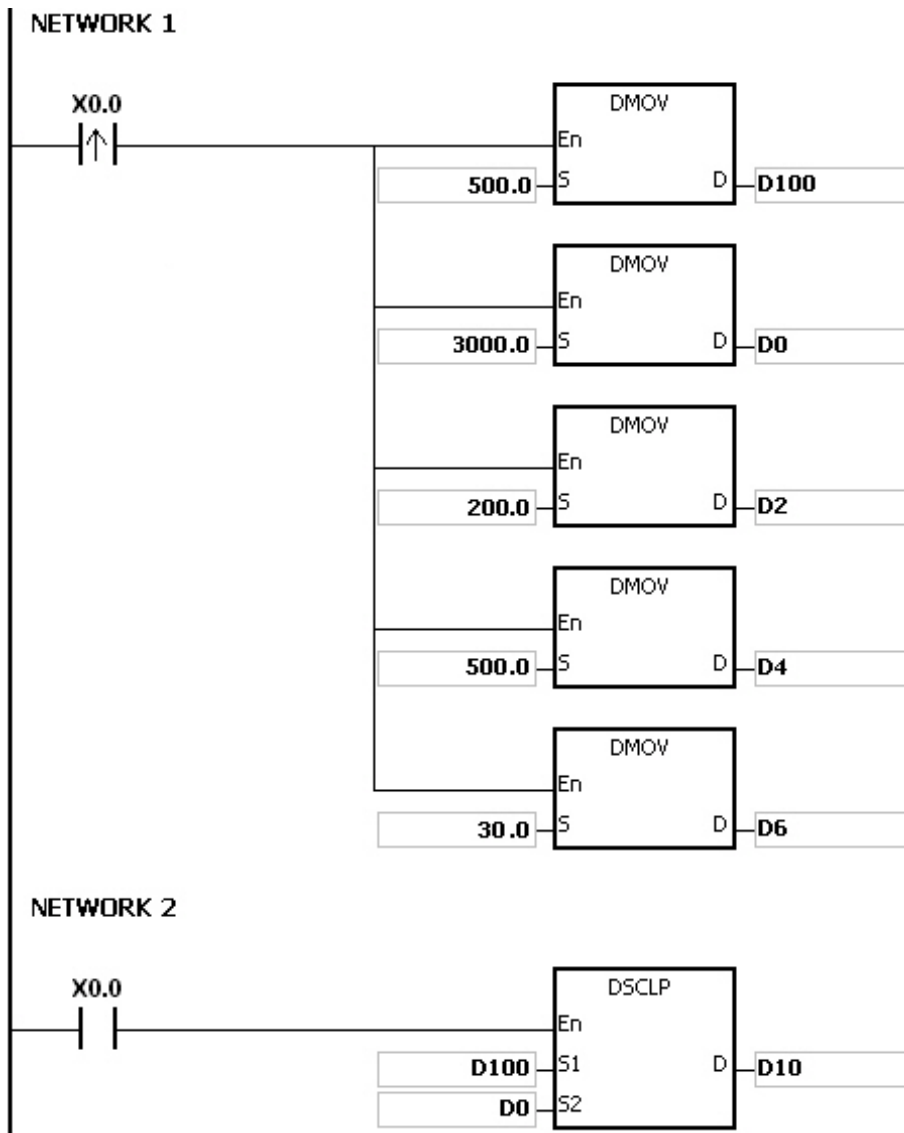 NETWORK 1
X0.0
DMOV
En
500.0 S D D100
DMOV
En
3000.0 S D D0
DMOV
En
200.0 S D D2
DMOV
En
500.0 S D D4
DMOV
En
30.0 S D D6
NETWORK 2
X0.0
DSCLP
En
D100 S1 D D10
D0 S2